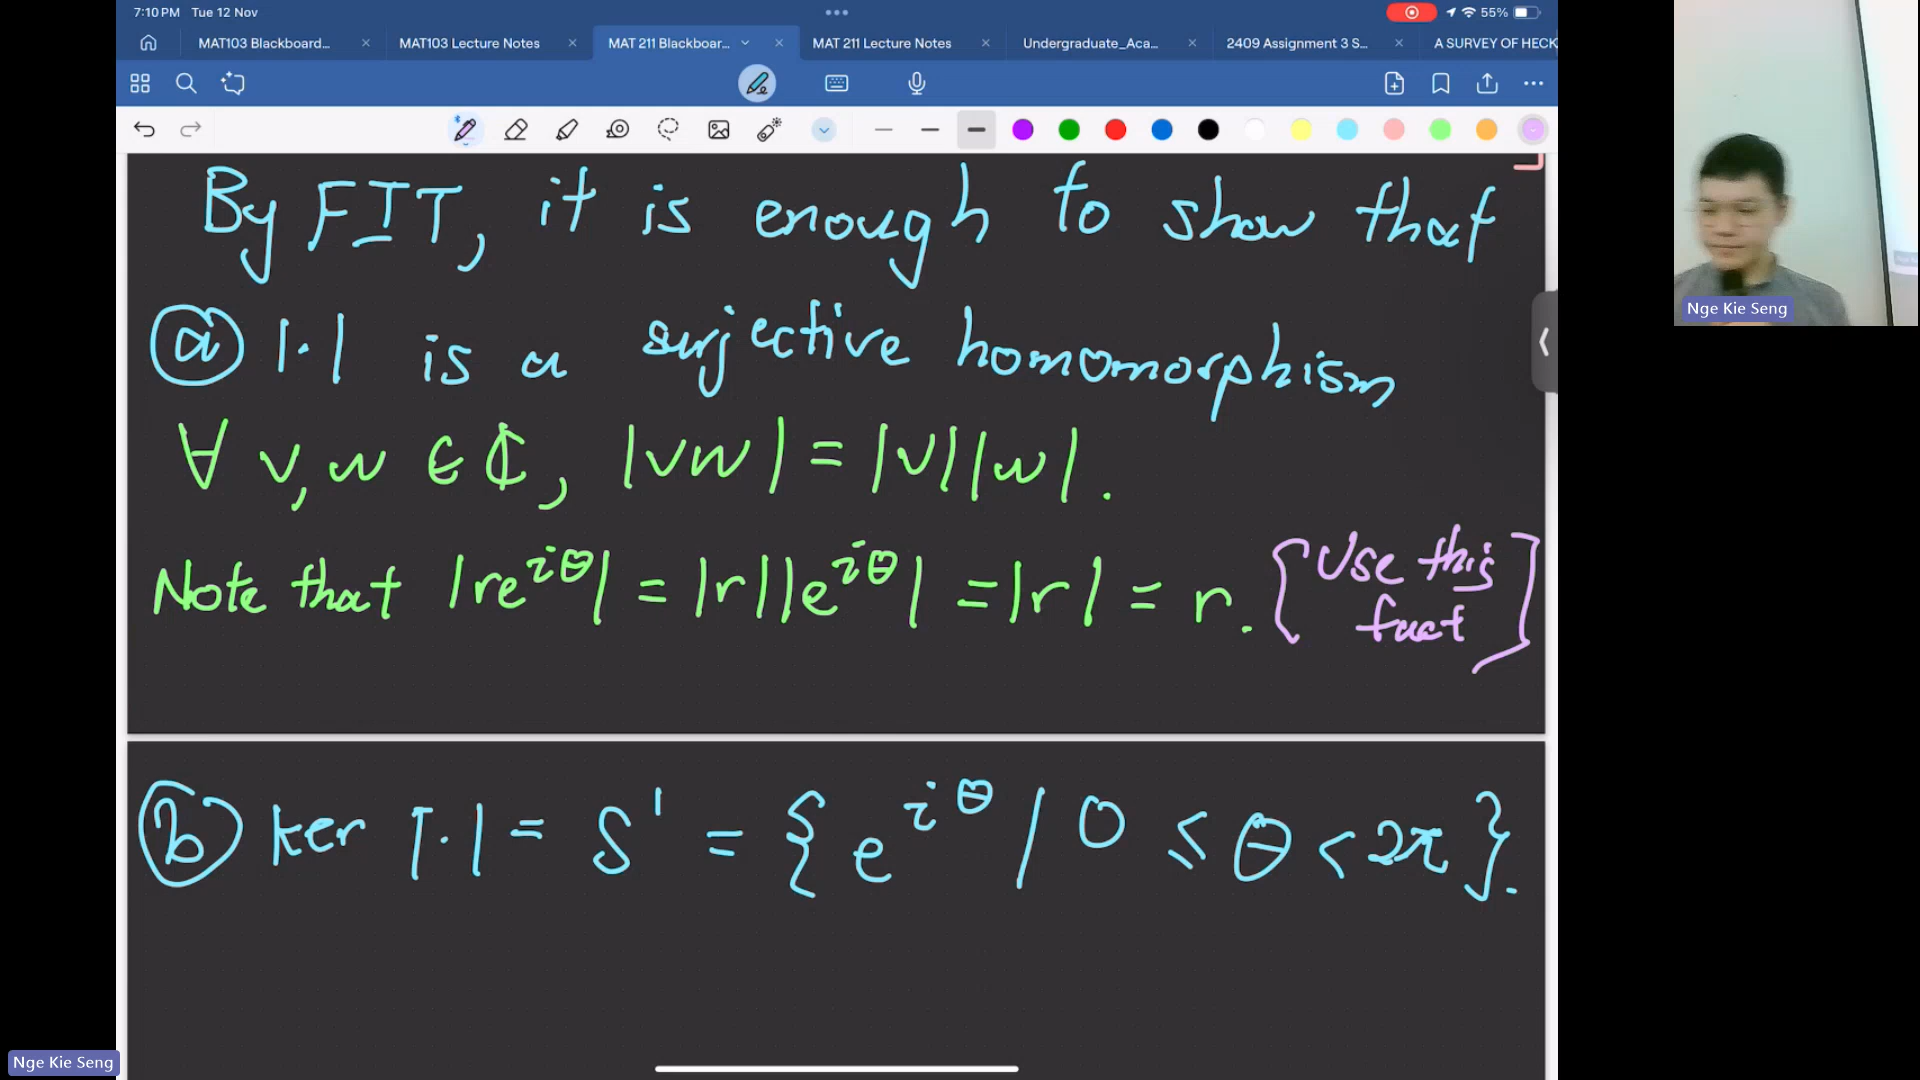 7:10 PM Tue 12 Nov
55%
MAT103 Blackboard...
MAT103 Lecture Notes
MAT 211 Blackboar...
MAT 211 Lecture Notes
Undergraduate_Aca...
2409 Assignment 3 S...
A SURVEY OF HECK
By FIT, it is enough to show that
ⓐ |·| is a surjective homomorphism
∀ v, w ∈ ℂ, |vw| = |v||w|.
Note that |re^{iθ}| = |r||e^{iθ}| = |r| = r. [Use this fact]
ⓑ ker |·| = S¹ = {e^{iθ} | 0 ≤ θ < 2π}.
Nge Kie Seng
Nge Kie Seng